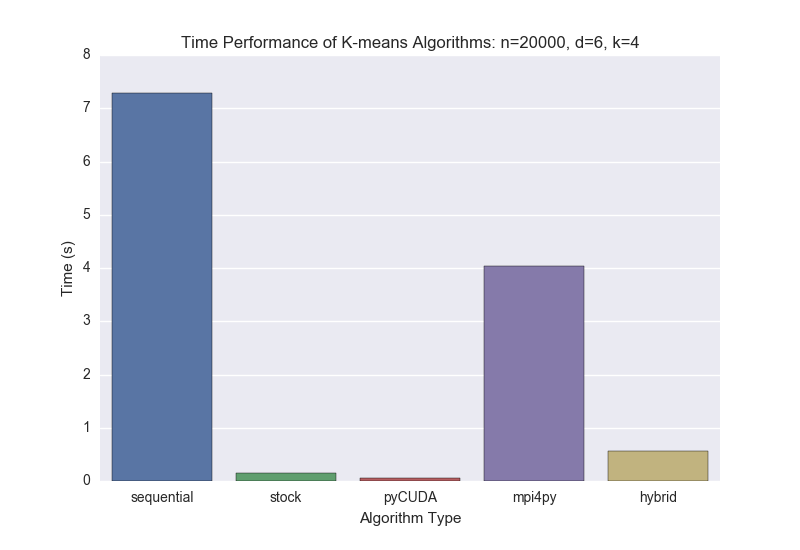 Time Performance of K-means Algorithms: n=20000, d=6, k=4
8
7
6
5
4
3
2
1
0
Time (s)
sequential stock pyCUDA mpi4py hybrid
Algorithm Type